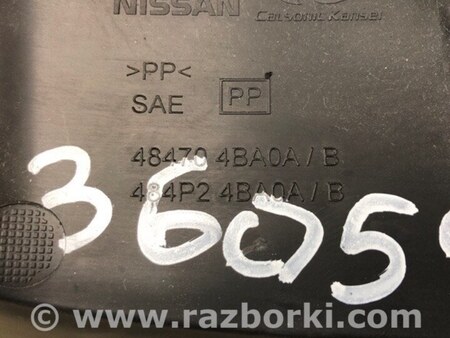 NISSAN Calsonic Kansei
>PP<
SAE PP
48470 4BA0A / B
484P2 4BA0A / B
3605
www.razborki.com